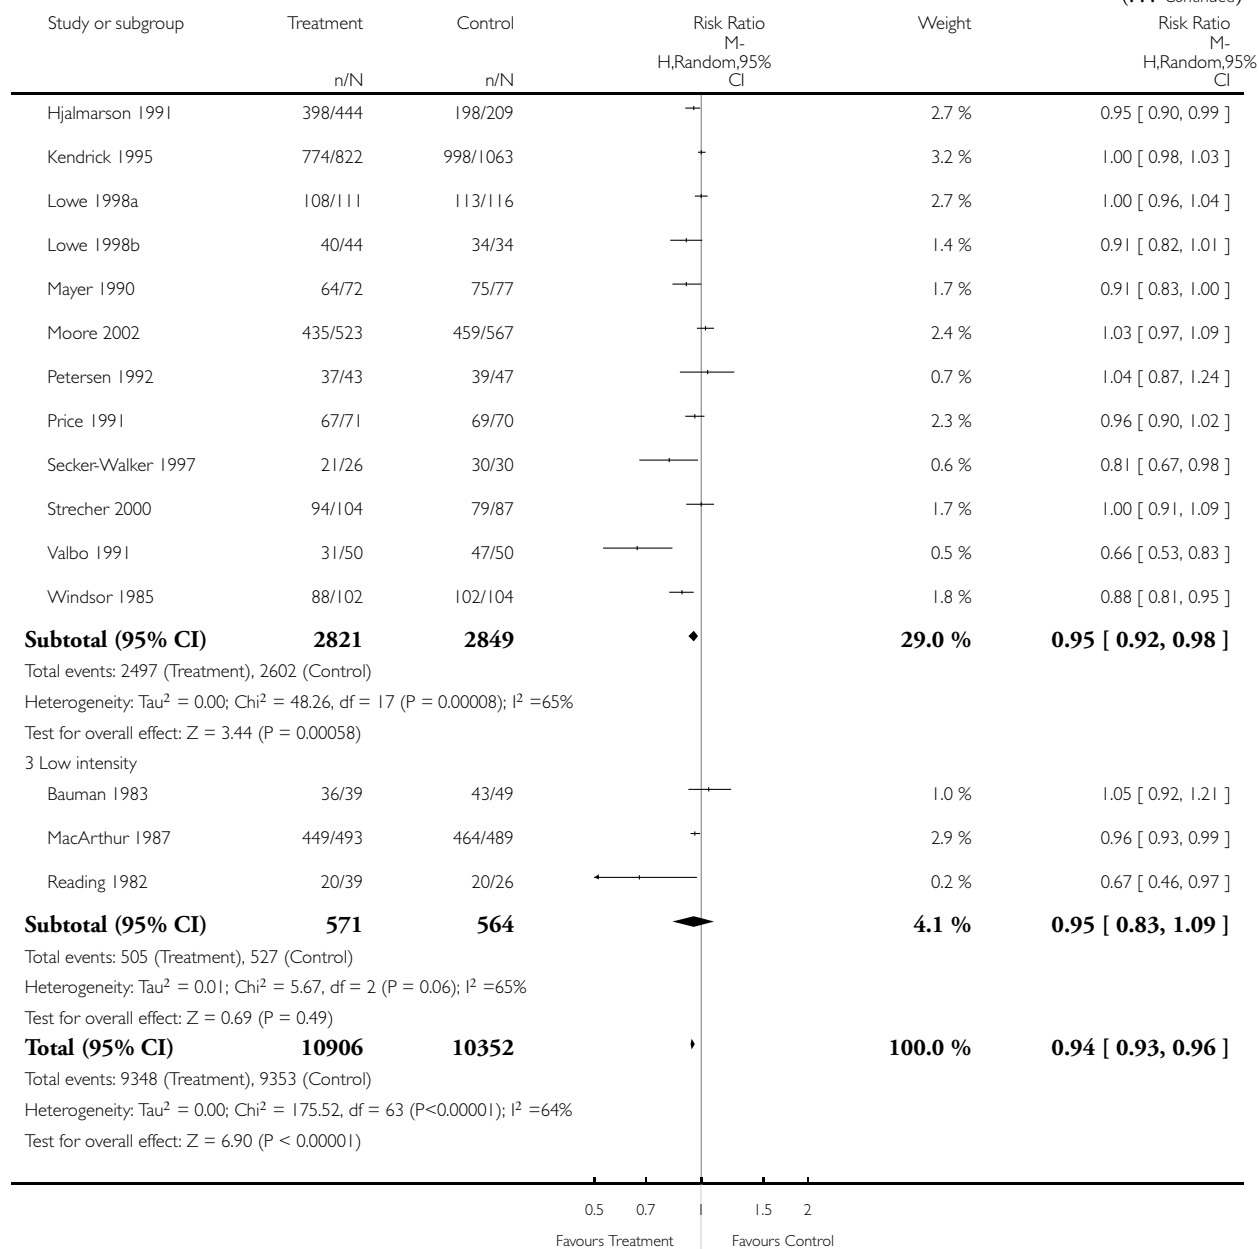 Continued)
Study or subgroup Treatment Control Risk Ratio Weight Risk Ratio
M- M-
H,Random,95% H,Random,95%
n/N n/N CI CI
Hjalmarson 1991 398/444 198/209 2.7 % 0.95 [ 0.90, 0.99 ]
Kendrick 1995 774/822 998/1063 3.2 % 1.00 [ 0.98, 1.03 ]
Lowe 1998a 108/111 113/116 2.7 % 1.00 [ 0.96, 1.04 ]
Lowe 1998b 40/44 34/34 1.4 % 0.91 [ 0.82, 1.01 ]
Mayer 1990 64/72 75/77 1.7 % 0.91 [ 0.83, 1.00 ]
Moore 2002 435/523 459/567 2.4 % 1.03 [ 0.97, 1.09 ]
Petersen 1992 37/43 39/47 0.7 % 1.04 [ 0.87, 1.24 ]
Price 1991 67/71 69/70 2.3 % 0.96 [ 0.90, 1.02 ]
Secker-Walker 1997 21/26 30/30 0.6 % 0.81 [ 0.67, 0.98 ]
Strecher 2000 94/104 79/87 1.7 % 1.00 [ 0.91, 1.09 ]
Valbo 1991 31/50 47/50 0.5 % 0.66 [ 0.53, 0.83 ]
Windsor 1985 88/102 102/104 1.8 % 0.88 [ 0.81, 0.95 ]
Subtotal (95% CI) 2821 2849 29.0 % 0.95 [ 0.92, 0.98 ]
Total events: 2497 (Treatment), 2602 (Control)
Heterogeneity: Tau² = 0.00; Chi² = 48.26, df = 17 (P = 0.00008); I² =65%
Test for overall effect: Z = 3.44 (P = 0.00058)
3 Low intensity
Bauman 1983 36/39 43/49 1.0 % 1.05 [ 0.92, 1.21 ]
MacArthur 1987 449/493 464/489 2.9 % 0.96 [ 0.93, 0.99 ]
Reading 1982 20/39 20/26 0.2 % 0.67 [ 0.46, 0.97 ]
Subtotal (95% CI) 571 564 4.1 % 0.95 [ 0.83, 1.09 ]
Total events: 505 (Treatment), 527 (Control)
Heterogeneity: Tau² = 0.01; Chi² = 5.67, df = 2 (P = 0.06); I² =65%
Test for overall effect: Z = 0.69 (P = 0.49)
Total (95% CI) 10906 10352 100.0 % 0.94 [ 0.93, 0.96 ]
Total events: 9348 (Treatment), 9353 (Control)
Heterogeneity: Tau² = 0.00; Chi² = 175.52, df = 63 (P<0.00001); I² =64%
Test for overall effect: Z = 6.90 (P < 0.00001)
0.5 0.7 1 1.5 2
Favours Treatment Favours Control